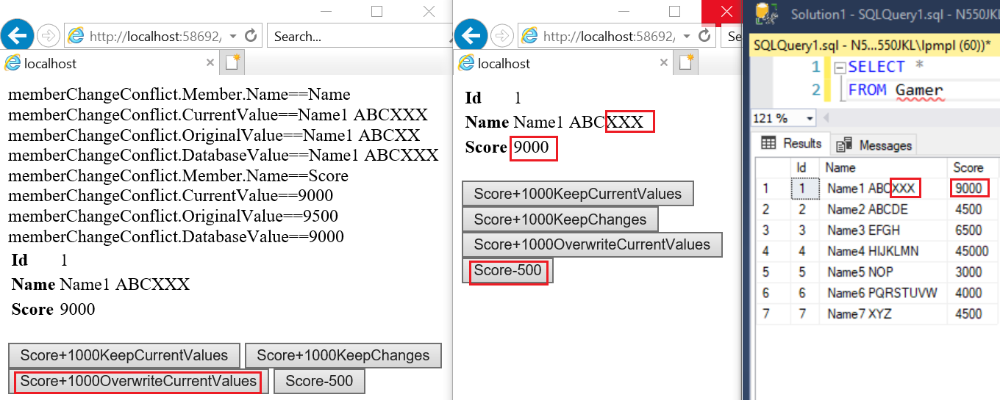 http://localhost:58692/
Search...
localhost
memberChangeConflict.Member.Name==Name
memberChangeConflict.CurrentValue==Name1 ABCXXX
memberChangeConflict.OriginalValue==Name1 ABCXX
memberChangeConflict.DatabaseValue==Name1 ABCXXX
memberChangeConflict.Member.Name==Score
memberChangeConflict.CurrentValue==9000
memberChangeConflict.OriginalValue==9500
memberChangeConflict.DatabaseValue==9000
Id 1
Name Name1 ABCXXX
Score 9000
Score+1000KeepCurrentValues Score+1000KeepChanges
Score+1000OverwriteCurrentValues Score-500
http://localhost:58692/
Se
localhost
Id 1
Name Name1 ABCXXX
Score 9000
Score+1000KeepCurrentValues
Score+1000KeepChanges
Score+1000OverwriteCurrentValues
Score-500
Solution1 - SQLQuery1.sql - N550JKL
SQLQuery1.sql - N5...550JKL\lpmpl (60))*
1 SELECT *
2 FROM Gamer
121 %
Results Messages
Id Name Score
1 1 Name1 ABCXXX 9000
2 2 Name2 ABCDE 4500
3 3 Name3 EFGH 6500
4 4 Name4 HIJKLMN 45000
5 5 Name5 NOP 3000
6 6 Name6 PQRSTUVW 4000
7 7 Name7 XYZ 4500